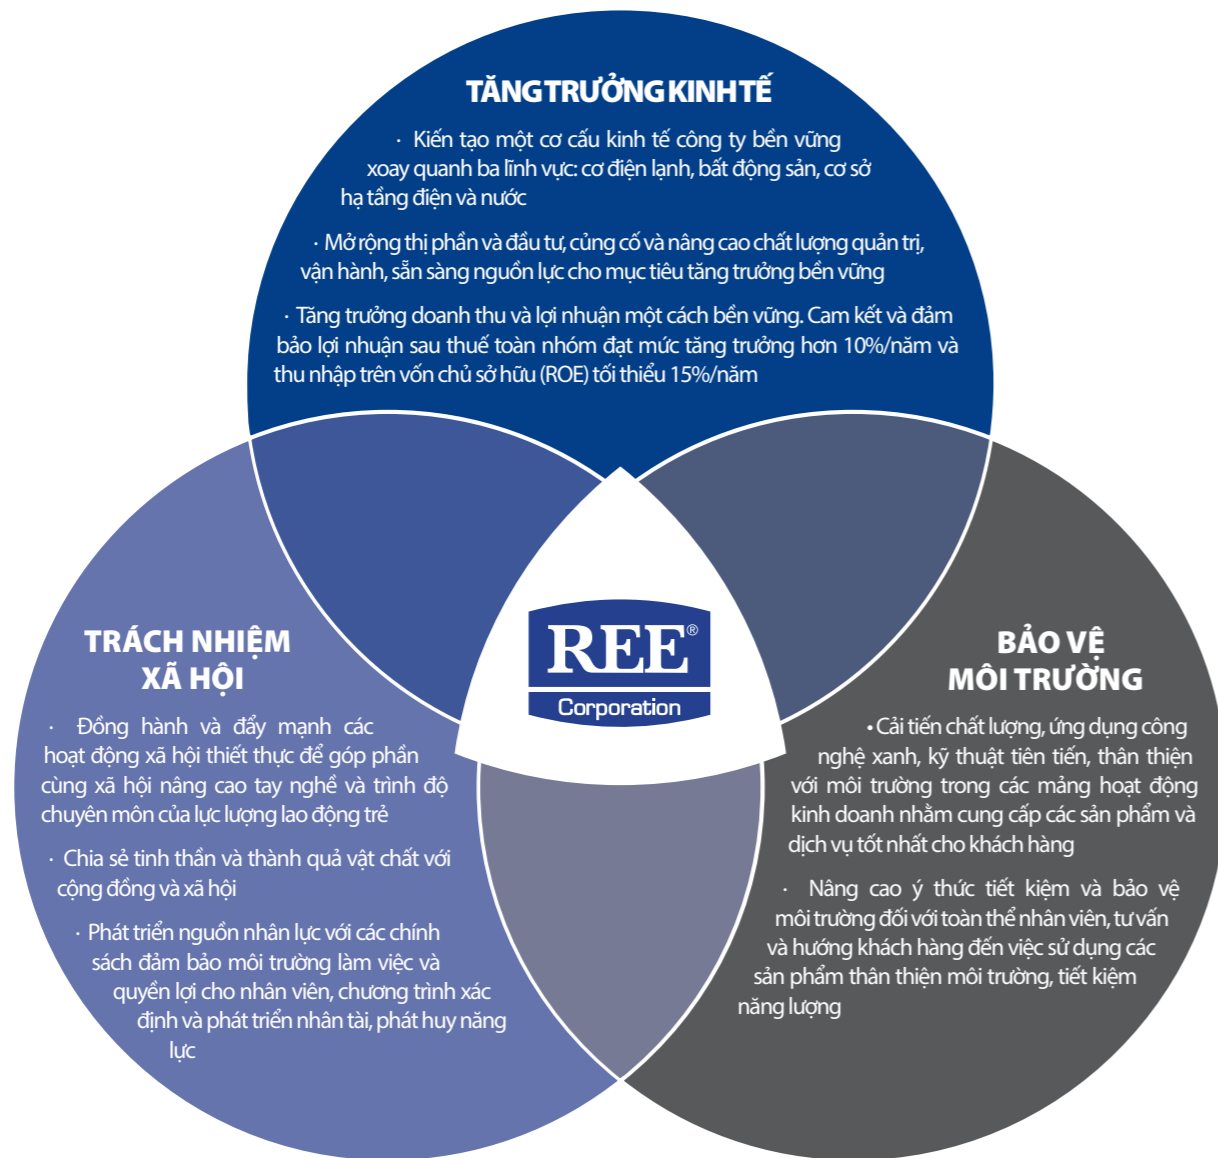 TĂNG TRƯỞNG KINH TẾ
· Kiến tạo một cơ cấu kinh tế công ty bền vững
xoay quanh ba lĩnh vực: cơ điện lạnh, bất động sản, cơ sở
hạ tầng điện và nước
· Mở rộng thị phần và đầu tư, củng cố và nâng cao chất lượng quản trị,
vận hành, sẵn sàng nguồn lực cho mục tiêu tăng trưởng bền vững
· Tăng trưởng doanh thu và lợi nhuận một cách bền vững. Cam kết và đảm
bảo lợi nhuận sau thuế toàn nhóm đạt mức tăng trưởng hơn 10%/năm và
thu nhập trên vốn chủ sở hữu (ROE) tối thiểu 15%/năm
TRÁCH NHIỆM
XÃ HỘI
· Đồng hành và đẩy mạnh các
hoạt động xã hội thiết thực để góp phần
cùng xã hội nâng cao tay nghề và trình độ
chuyên môn của lực lượng lao động trẻ
· Chia sẻ tinh thần và thành quả vật chất với
cộng đồng và xã hội
· Phát triển nguồn nhân lực với các chính
sách đảm bảo môi trường làm việc và
quyền lợi cho nhân viên, chương trình xác
định và phát triển nhân tài, phát huy năng
lực
REE®
Corporation
BẢO VỆ
MÔI TRƯỜNG
• Cải tiến chất lượng, ứng dụng công
nghệ xanh, kỹ thuật tiên tiến, thân thiện
với môi trường trong các mảng hoạt động
kinh doanh nhằm cung cấp các sản phẩm và
dịch vụ tốt nhất cho khách hàng
· Nâng cao ý thức tiết kiệm và bảo vệ
môi trường đối với toàn thể nhân viên, tư vấn
và hướng khách hàng đến việc sử dụng các
sản phẩm thân thiện môi trường, tiết kiệm
năng lượng